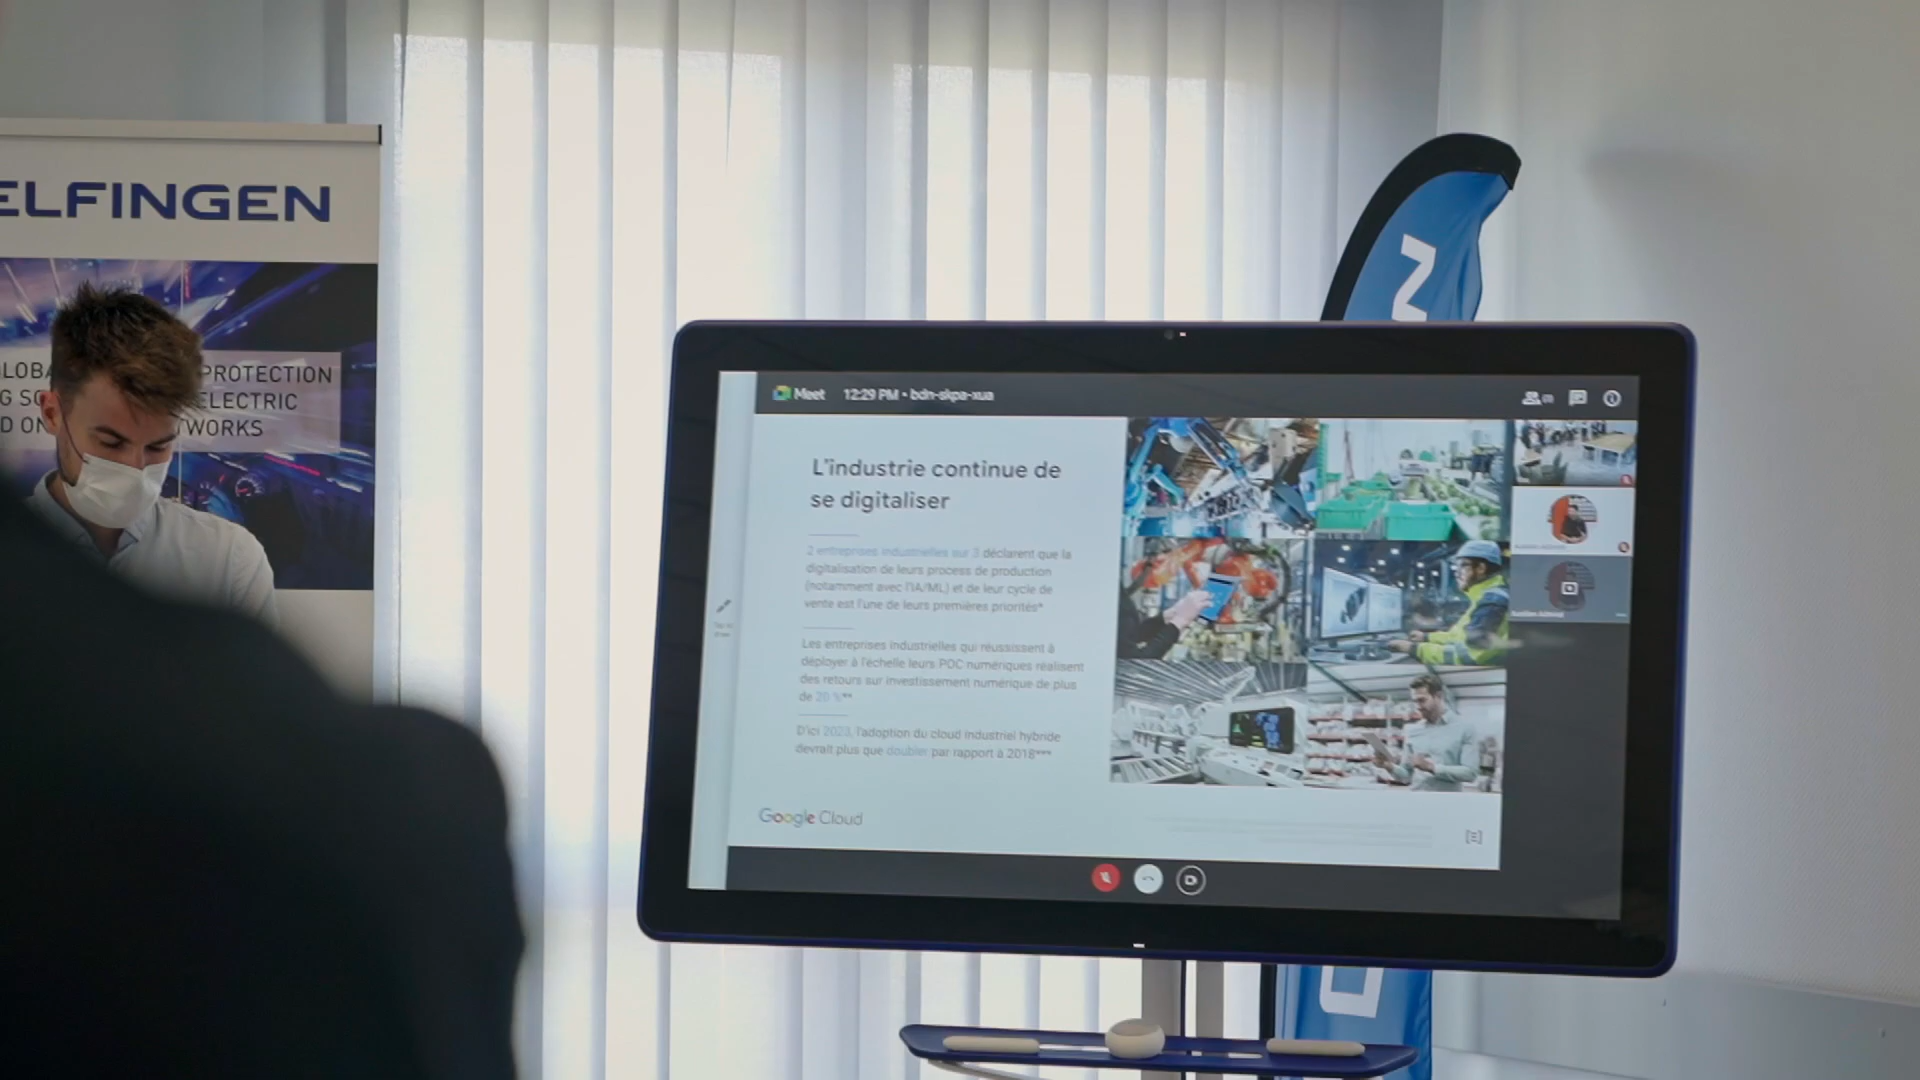 ELFINGEN
LOBA PROTECTION
G SO ELECTRIC
D ON WORKS
N
Meet 12:29 PM • bdn-skpa-xua
L'industrie continue de
se digitaliser
2 entreprises industrielles sur 3 déclarent que la
digitalisation de leurs process de production
(notamment avec l'IA/ML) et de leur cycle de
vente est l'une de leurs premières priorités*
Les entreprises industrielles qui réussissent à
déployer à l'échelle leurs POC numériques réalisent
des retours sur investissement numérique de plus
de 20 %**
D'ici 2023, l'adoption du cloud industriel hybride
devrait plus que doubler par rapport à 2018***
Google Cloud